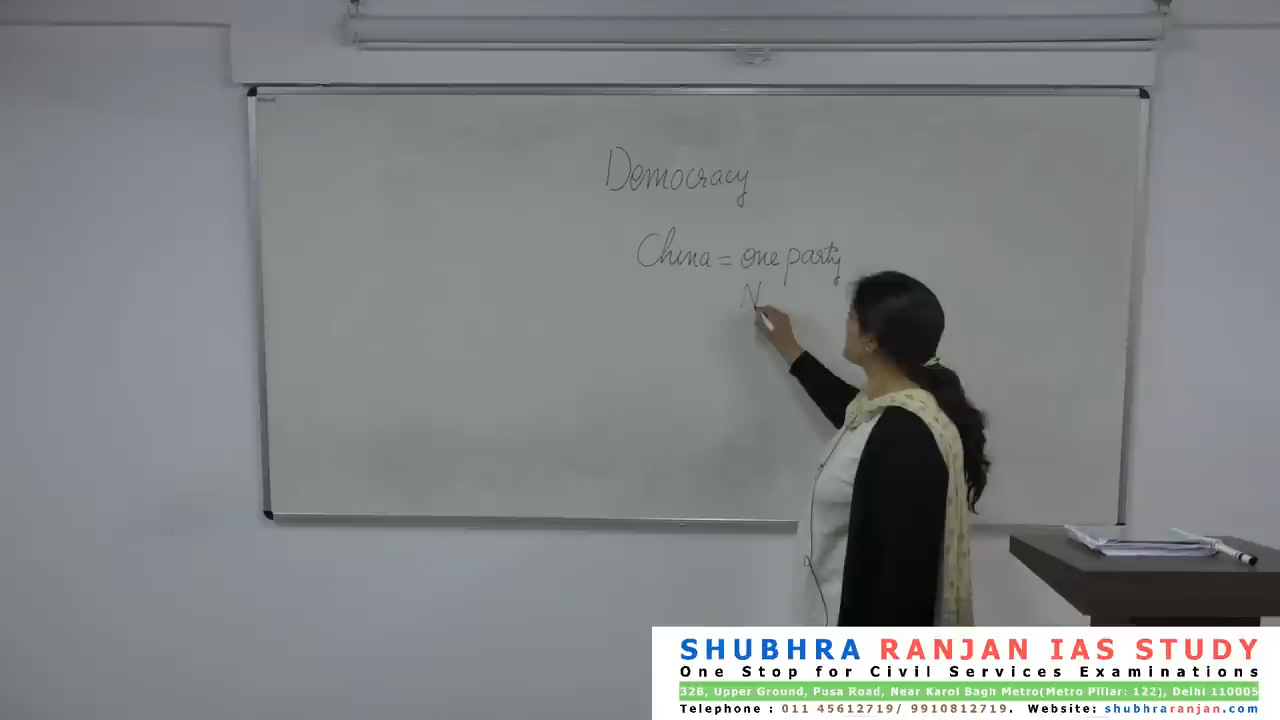 Democracy
China = one party
N
SHUBHRA RANJAN IAS STUDY
One Stop for Civil Services Examinations
32B, Upper Ground, Pusa Road, Near Karol Bagh Metro(Metro Pillar: 122), Delhi 110005
Telephone : 011 45612719/ 9910812719. Website: shubhraranjan.com